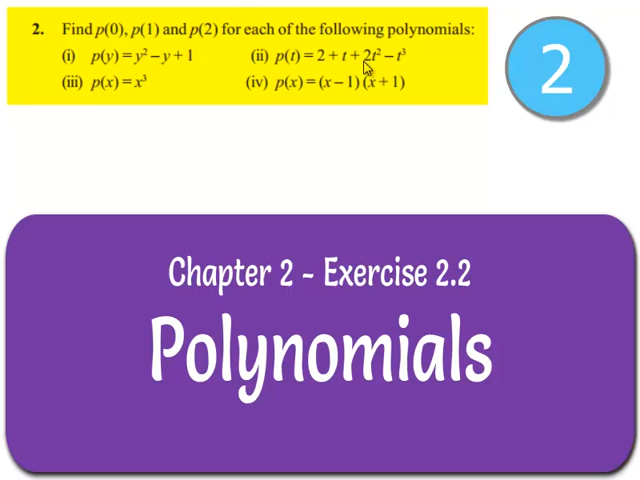 2. Find p(0), p(1) and p(2) for each of the following polynomials:
(i) p(y) = y² – y + 1 (ii) p(t) = 2 + t + 2t² – t³
(iii) p(x) = x³ (iv) p(x) = (x – 1) (x + 1)
2
Chapter 2 - Exercise 2.2
Polynomials